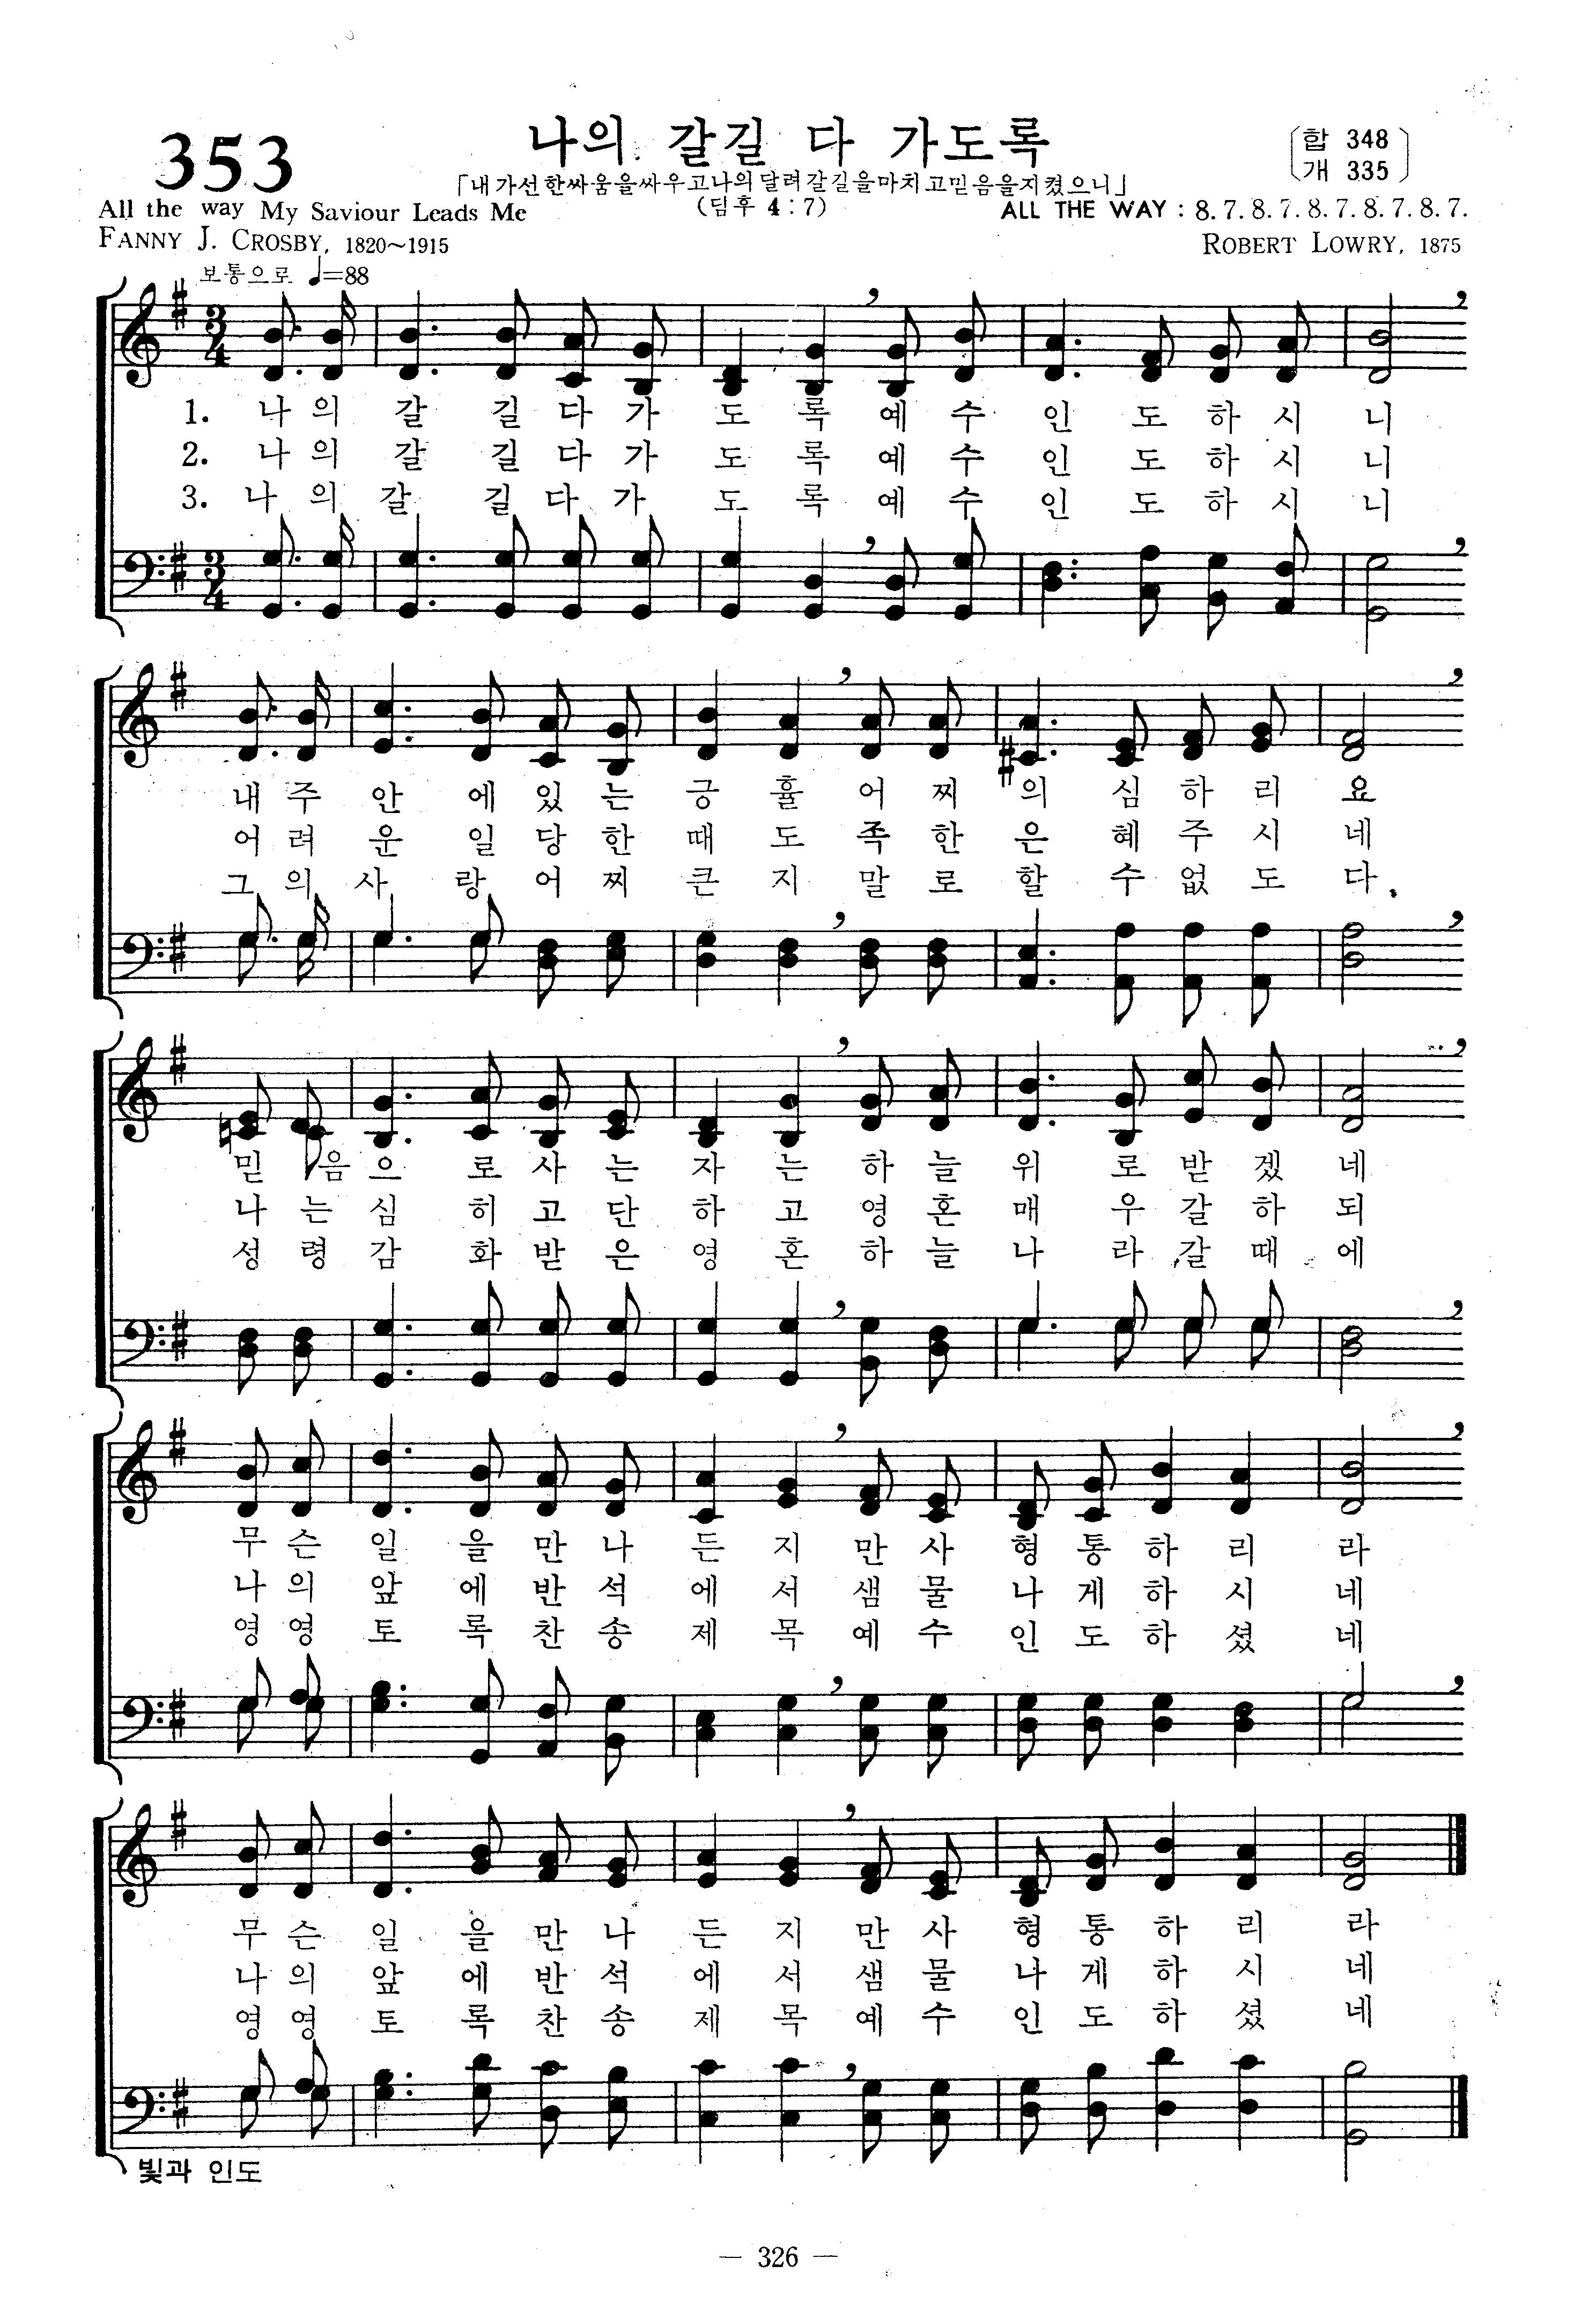 353
나의 갈길 다 가도록
합 348
개 335
「내가선한싸움을싸우고나의달려갈길을마치고믿음을지켰으니」
(딤후 4:7)
All the way My Saviour Leads Me
ALL THE WAY : 8. 7. 8. 7. 8. 7. 8. 7. 8. 7.
FANNY J. CROSBY, 1820~1915
ROBERT LOWRY, 1875
보통으로 ♩=88
3
4
1. 나 의 갈 길 다 가 도 록 예 수 인 도 하 시 니
2. 나 의 갈 길 다 가 도 록 예 수 인 도 하 시 니
3. 나 의 갈 길 다 가 도 록 예 수 인 도 하 시 니
3
4
내 주 안 에 있 는 긍 휼 어 찌 의 심 하 리 요
어 려 운 일 당 한 때 도 족 한 은 혜 주 시 네
그 의 사 랑 어 찌 큰 지 말 로 할 수 없 도 다.
믿 음 으 로 사 는 자 는 하 늘 위 로 받 겠 네
나 는 심 히 고 단 하 고 영 혼 매 우 갈 하 되
성 령 감 화 받 은 영 혼 하 늘 나 라 갈 때 에
무 슨 일 을 만 나 든 지 만 사 형 통 하 리 라
나 의 앞 에 반 석 에 서 샘 물 나 게 하 시 네
영 영 토 록 찬 송 제 목 예 수 인 도 하 셨 네
무 슨 일 을 만 나 든 지 만 사 형 통 하 리 라
나 의 앞 에 반 석 에 서 샘 물 나 게 하 시 네
영 영 토 록 찬 송 제 목 예 수 인 도 하 셨 네
빛과 인도
— 326 —